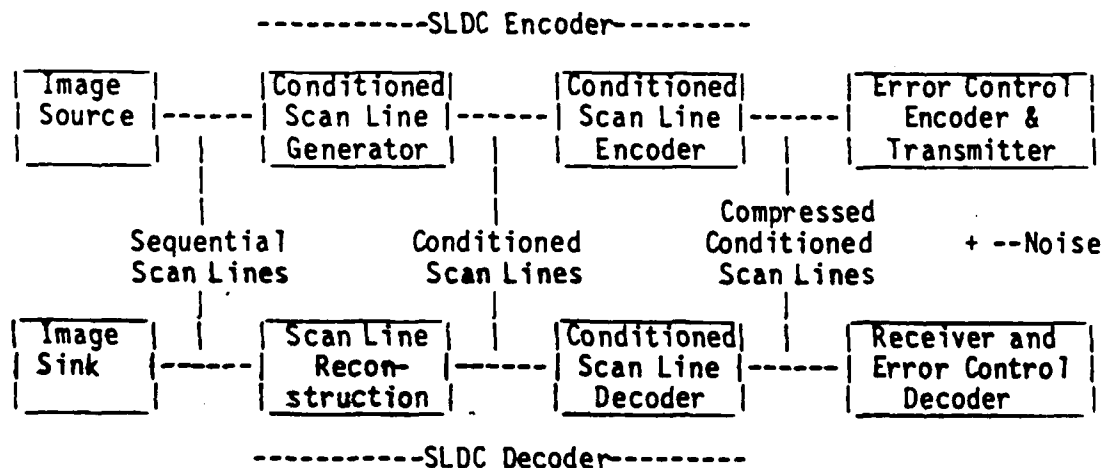 -----------SLDC Encoder---------
Image Source
Conditioned Scan Line Generator
Conditioned Scan Line Encoder
Error Control Encoder & Transmitter
Sequential Scan Lines
Conditioned Scan Lines
Compressed Conditioned Scan Lines
+ --Noise
Image Sink
Scan Line Recon-struction
Conditioned Scan Line Decoder
Receiver and Error Control Decoder
-----------SLDC Decoder---------